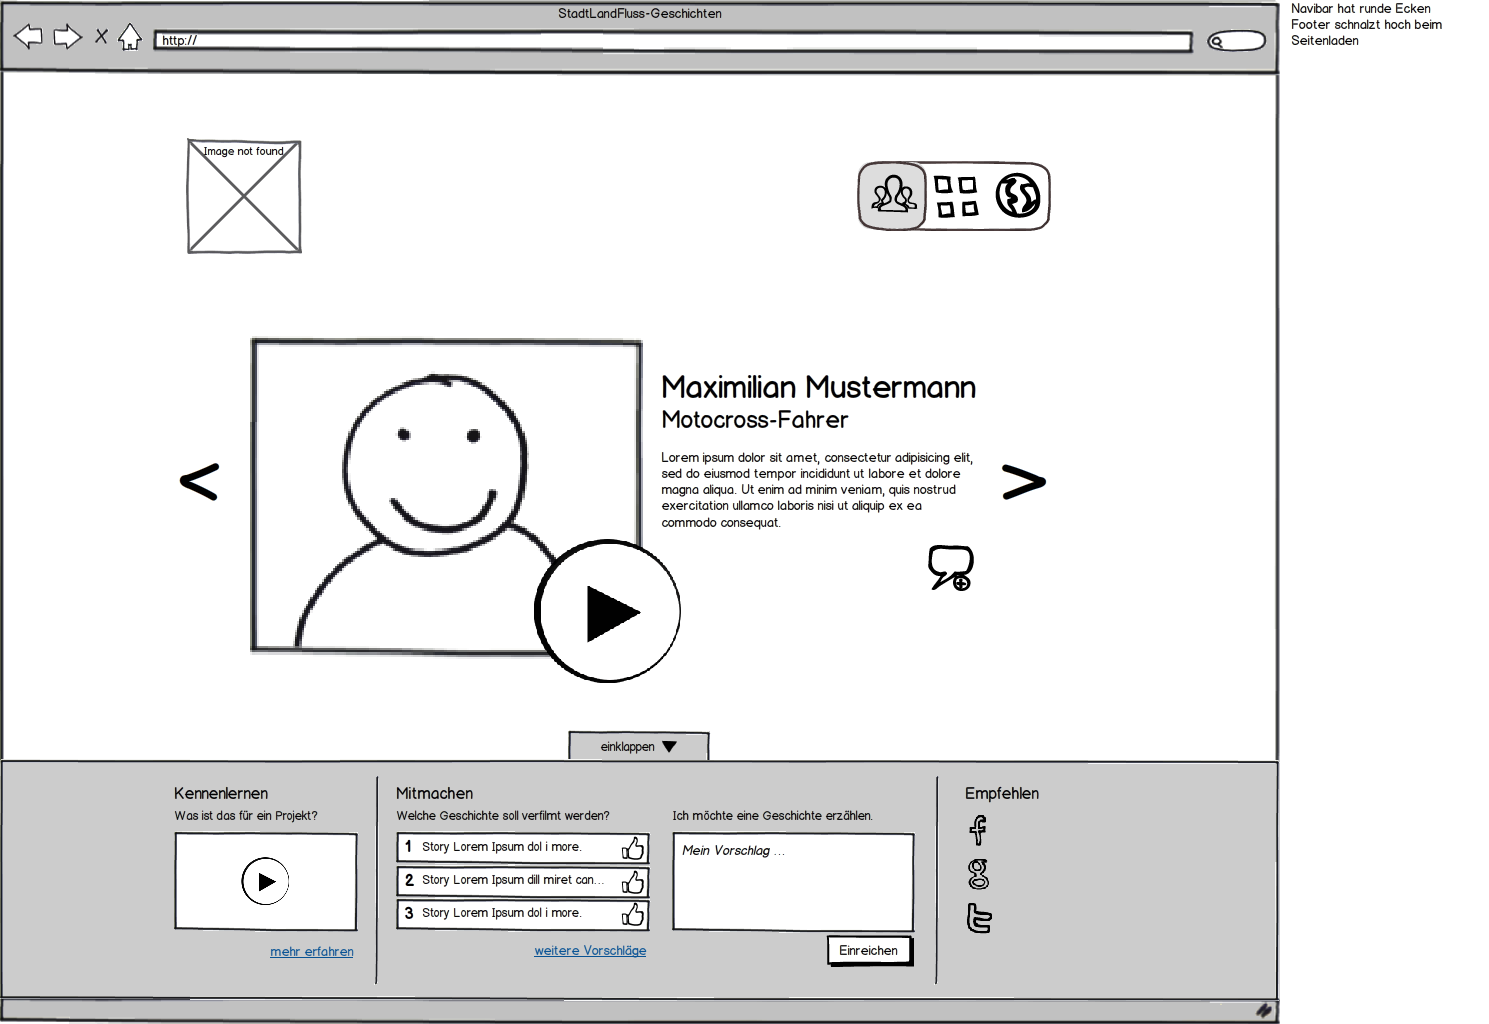 StadtLandFluss-Geschichten
http://
Navibar hat runde Ecken
Footer schnalzt hoch beim
Seitenladen
Image not found
Maximilian Mustermann
Motocross-Fahrer
Lorem ipsum dolor sit amet, consectetur adipisicing elit,
sed do eiusmod tempor incididunt ut labore et dolore
magna aliqua. Ut enim ad minim veniam, quis nostrud
exercitation ullamco laboris nisi ut aliquip ex ea
commodo consequat.
einklappen
Kennenlernen
Was ist das für ein Projekt?
mehr erfahren
Mitmachen
Welche Geschichte soll verfilmt werden?
1 Story Lorem Ipsum dol i more.
2 Story Lorem Ipsum dill miret can...
3 Story Lorem Ipsum dol i more.
weitere Vorschläge
Ich möchte eine Geschichte erzählen.
Mein Vorschlag ...
Einreichen
Empfehlen